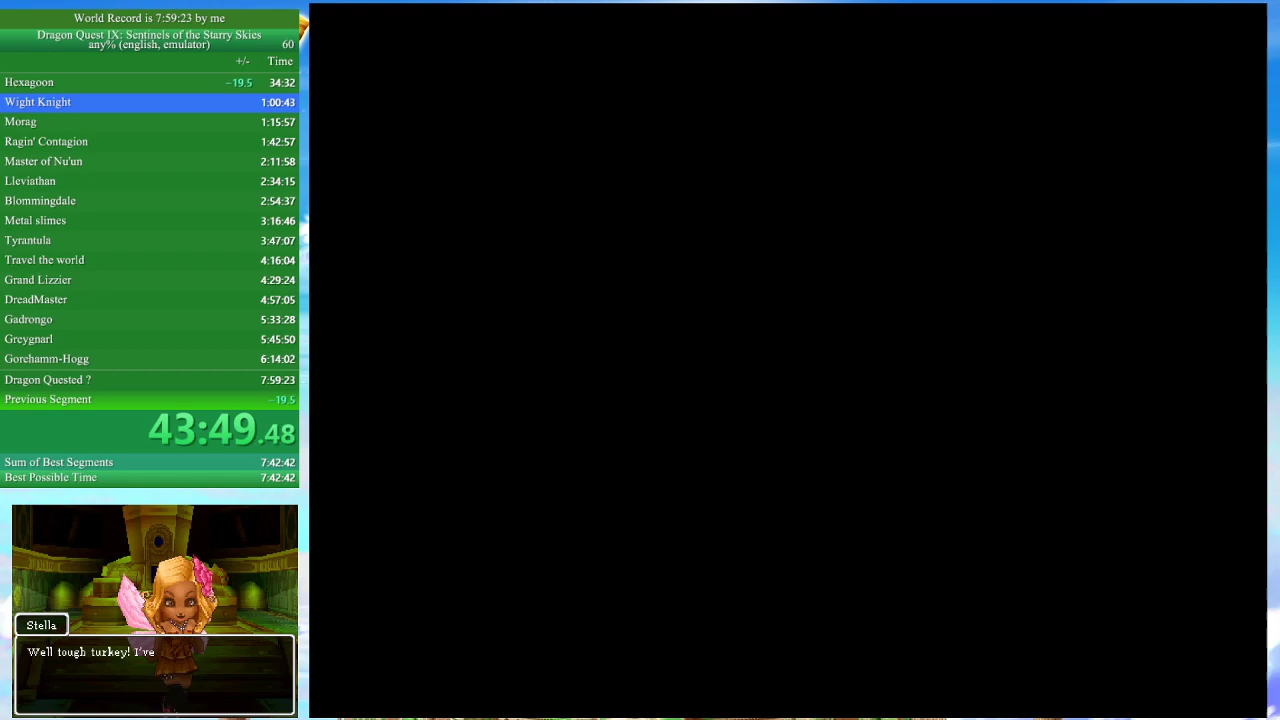 World Record is 7:59:23 by me
Dragon Quest IX: Sentinels of the Starry Skies
any% (english, emulator) 60
+/- Time
Hexagoon −19.5 34:32
Wight Knight 1:00:43
Morag 1:15:57
Ragin' Contagion 1:42:57
Master of Nu'un 2:11:58
Lleviathan 2:34:15
Blommingdale 2:54:37
Metal slimes 3:16:46
Tyrantula 3:47:07
Travel the world 4:16:04
Grand Lizzier 4:29:24
DreadMaster 4:57:05
Gadrongo 5:33:28
Greygnarl 5:45:50
Gorehamm-Hogg 6:14:02
Dragon Quested ? 7:59:23
Previous Segment −19.5
43:49.48
Sum of Best Segments 7:42:42
Best Possible Time 7:42:42
Stella
Well tough turkey! I've